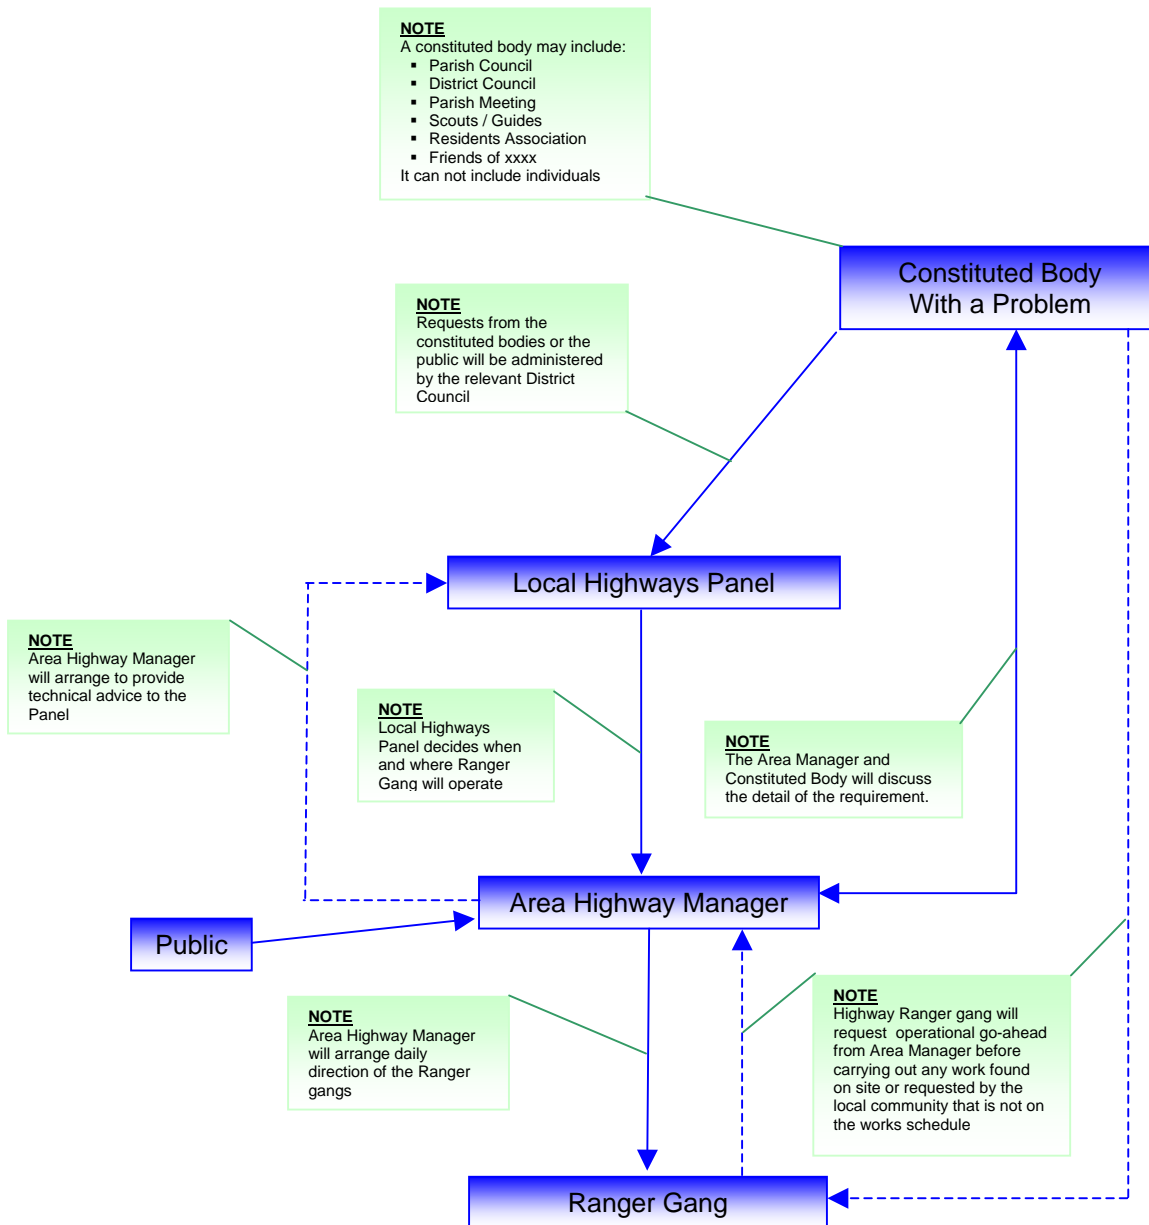 NOTE
A constituted body may include:
▪ Parish Council
▪ District Council
▪ Parish Meeting
▪ Scouts / Guides
▪ Residents Association
▪ Friends of xxxx
It can not include individuals
Constituted Body
With a Problem
NOTE
Requests from the
constituted bodies or the
public will be administered
by the relevant District
Council
Local Highways Panel
NOTE
Area Highway Manager
will arrange to provide
technical advice to the
Panel
NOTE
Local Highways
Panel decides when
and where Ranger
Gang will operate
NOTE
The Area Manager and
Constituted Body will discuss
the detail of the requirement.
Area Highway Manager
Public
NOTE
Area Highway Manager
will arrange daily
direction of the Ranger
gangs
NOTE
Highway Ranger gang will
request operational go-ahead
from Area Manager before
carrying out any work found
on site or requested by the
local community that is not on
the works schedule
Ranger Gang